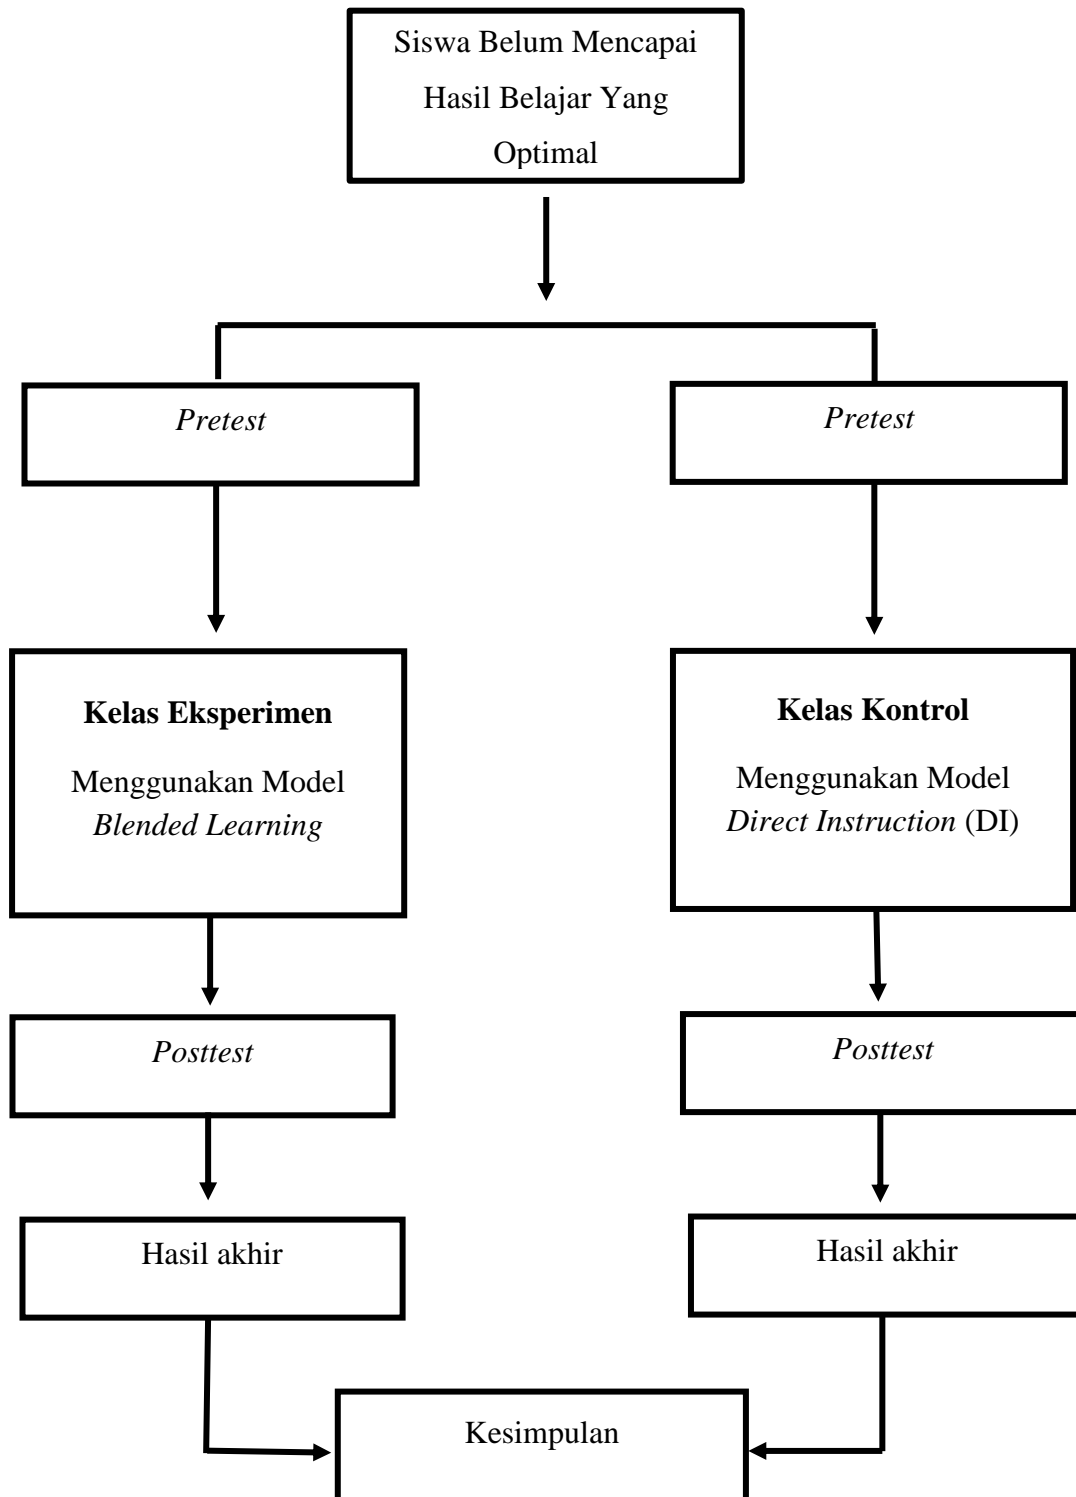 Siswa Belum Mencapai
Hasil Belajar Yang
Optimal
Pretest
Pretest
Kelas Eksperimen
Menggunakan Model
Blended Learning
Kelas Kontrol
Menggunakan Model
Direct Instruction (DI)
Posttest
Posttest
Hasil akhir
Hasil akhir
Kesimpulan